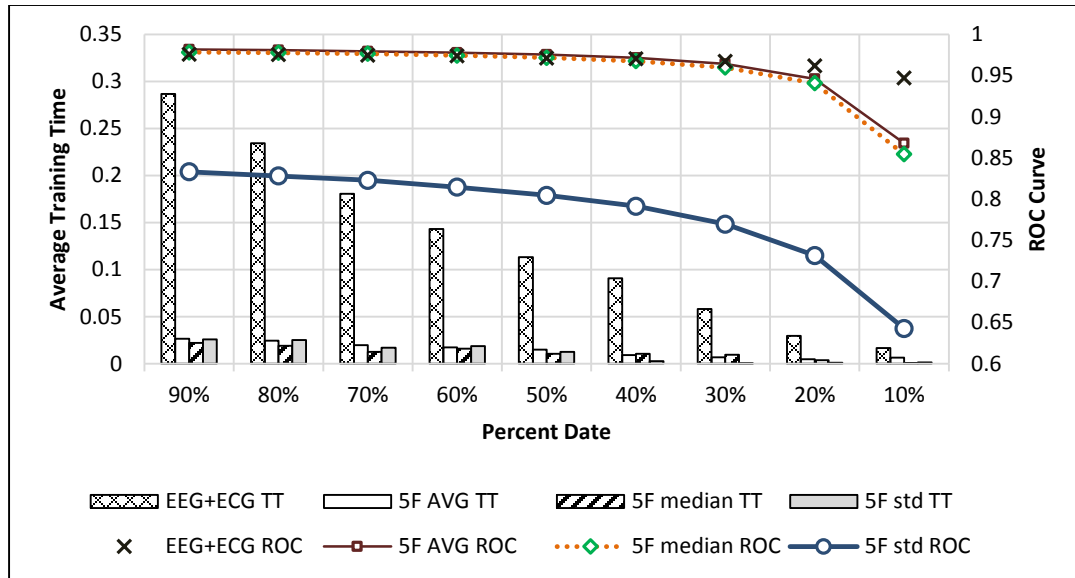 0.35
0.3
0.25
0.2
0.15
0.1
0.05
0
Average Training Time
1
0.95
0.9
0.85
0.8
0.75
0.7
0.65
0.6
ROC Curve
90% 80% 70% 60% 50% 40% 30% 20% 10%
Percent Date
EEG+ECG TT 5F AVG TT 5F median TT 5F std TT
EEG+ECG ROC 5F AVG ROC 5F median ROC 5F std ROC